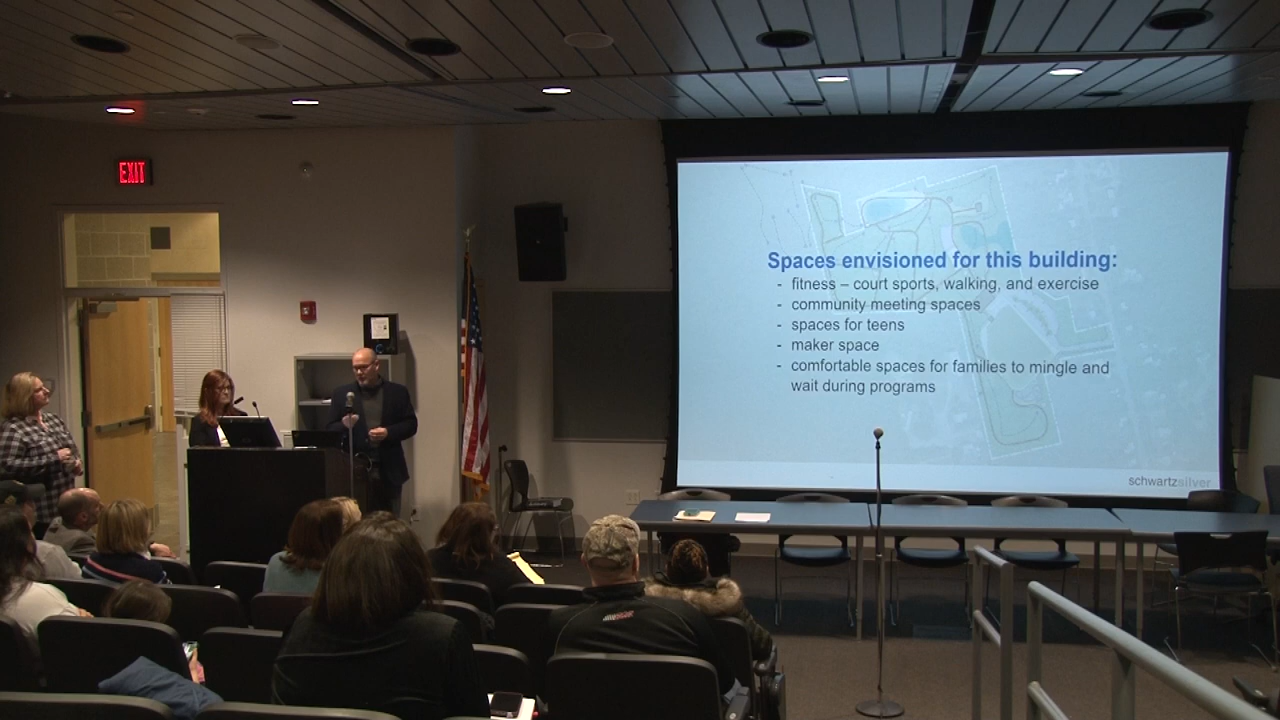 EXIT
Spaces envisioned for this building:
- fitness – court sports, walking, and exercise
- community meeting spaces
- spaces for teens
- maker space
- comfortable spaces for families to mingle and
wait during programs
schwartzsilver